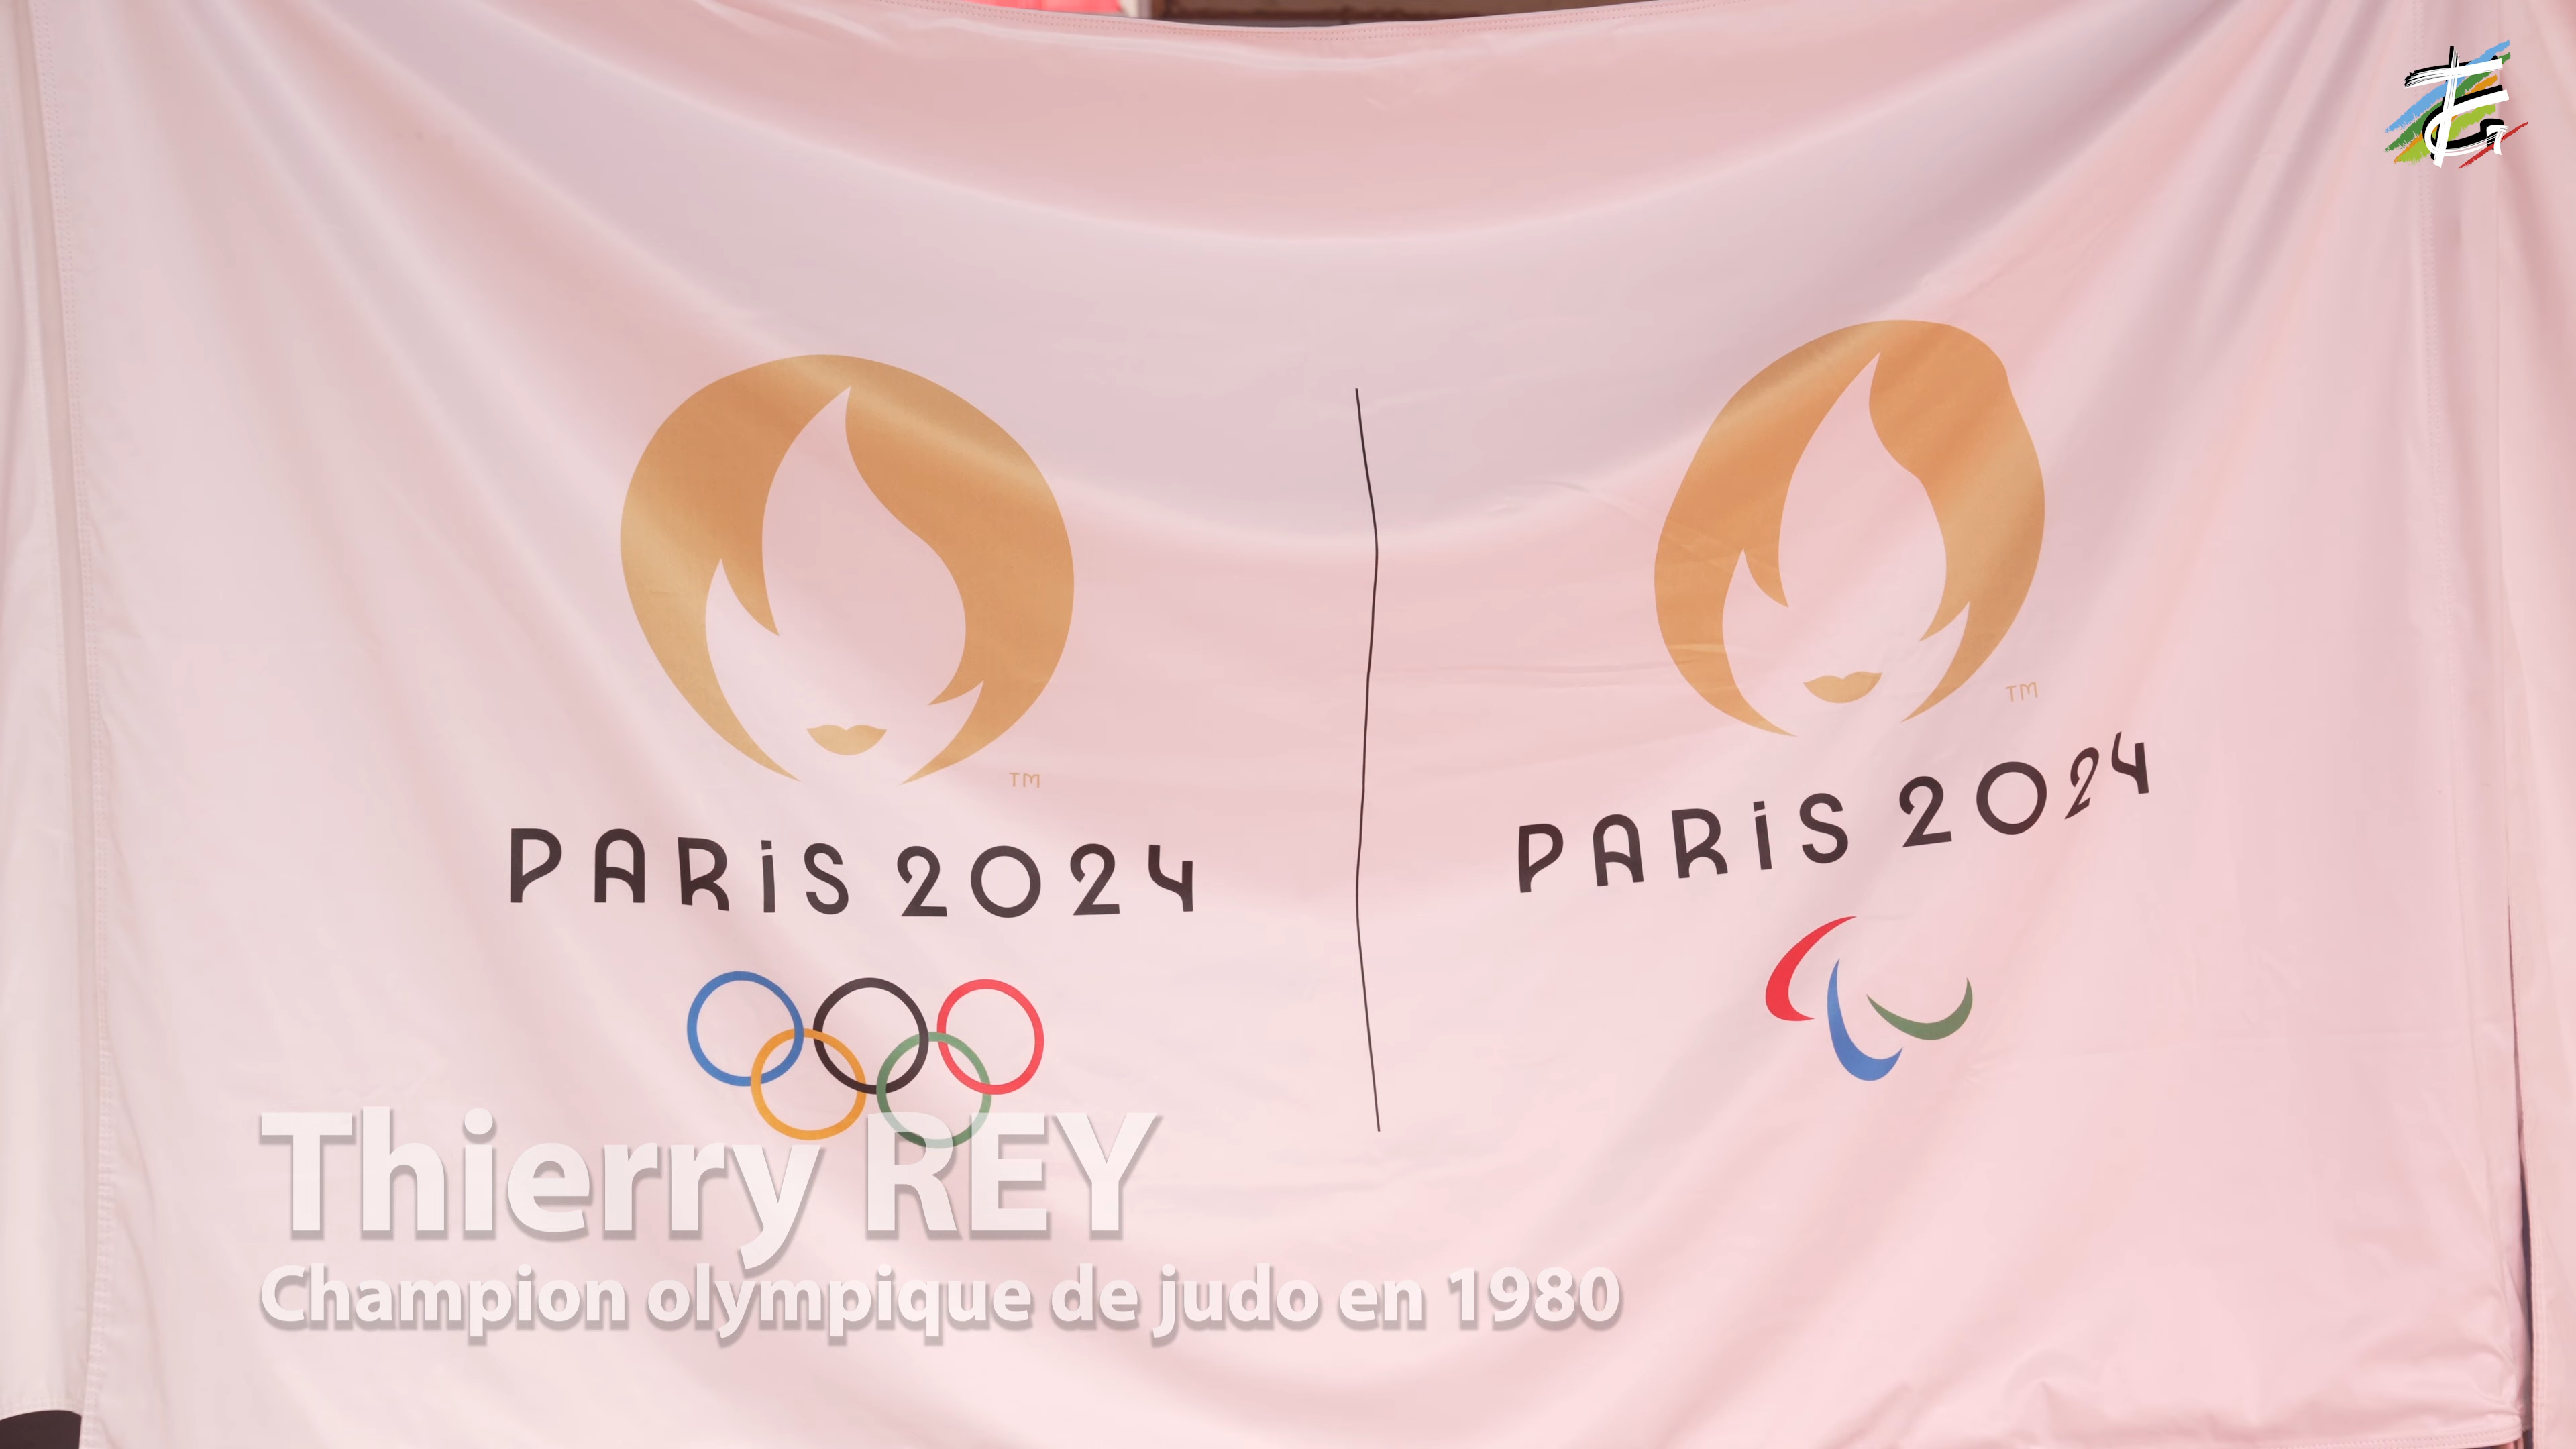 TM
TM
PARiS 2024
PARiS 2024
Thierry REY
Champion olympique de judo en 1980